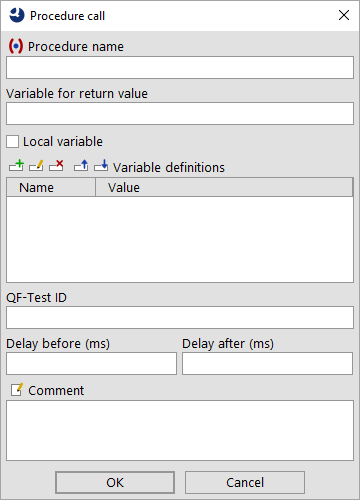 Procedure call
Procedure name
Variable for return value
Local variable
Variable definitions
Name Value
QF-Test ID
Delay before (ms) Delay after (ms)
Comment
OK Cancel